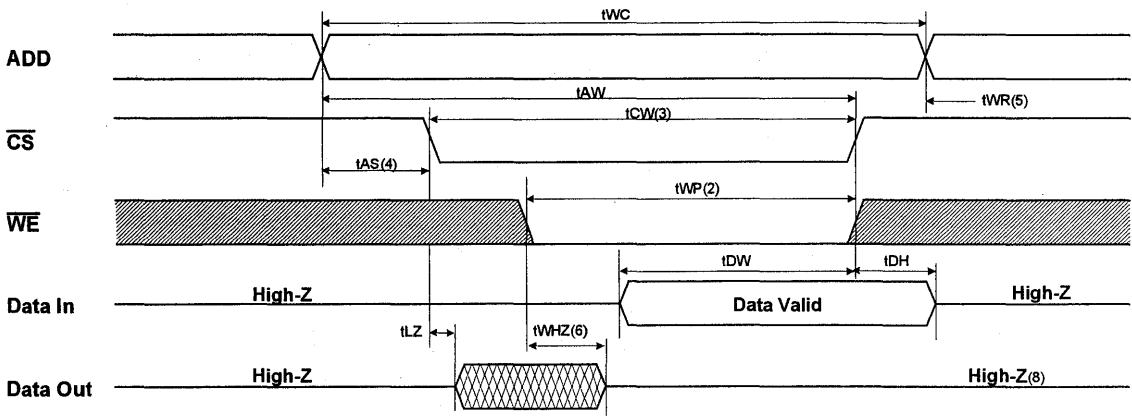 tWC
ADD
tAW
tWR(5)
tCW(3)
CS
tAS(4)
tWP(2)
WE
tDW
tDH
Data In
High-Z
Data Valid
High-Z
tLZ
tWHZ(6)
Data Out
High-Z
High-Z(8)